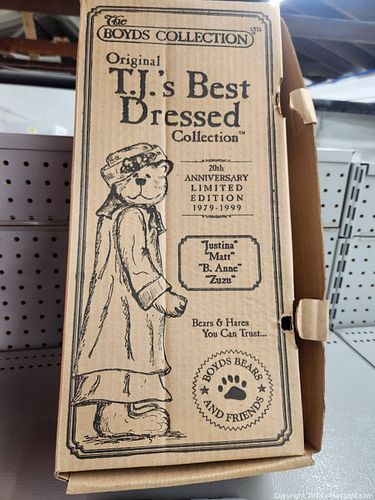 The
BOYDS COLLECTION Ltd
Original
T.J.'s Best
Dressed
Collection™
20th
ANNIVERSARY
LIMITED
EDITION
1979-1999
"Justina"
"Matt"
"B. Anne"
"Zuzu"
Bears & Hares
You Can Trust...
BOYDS BEARS
AND FRIENDS